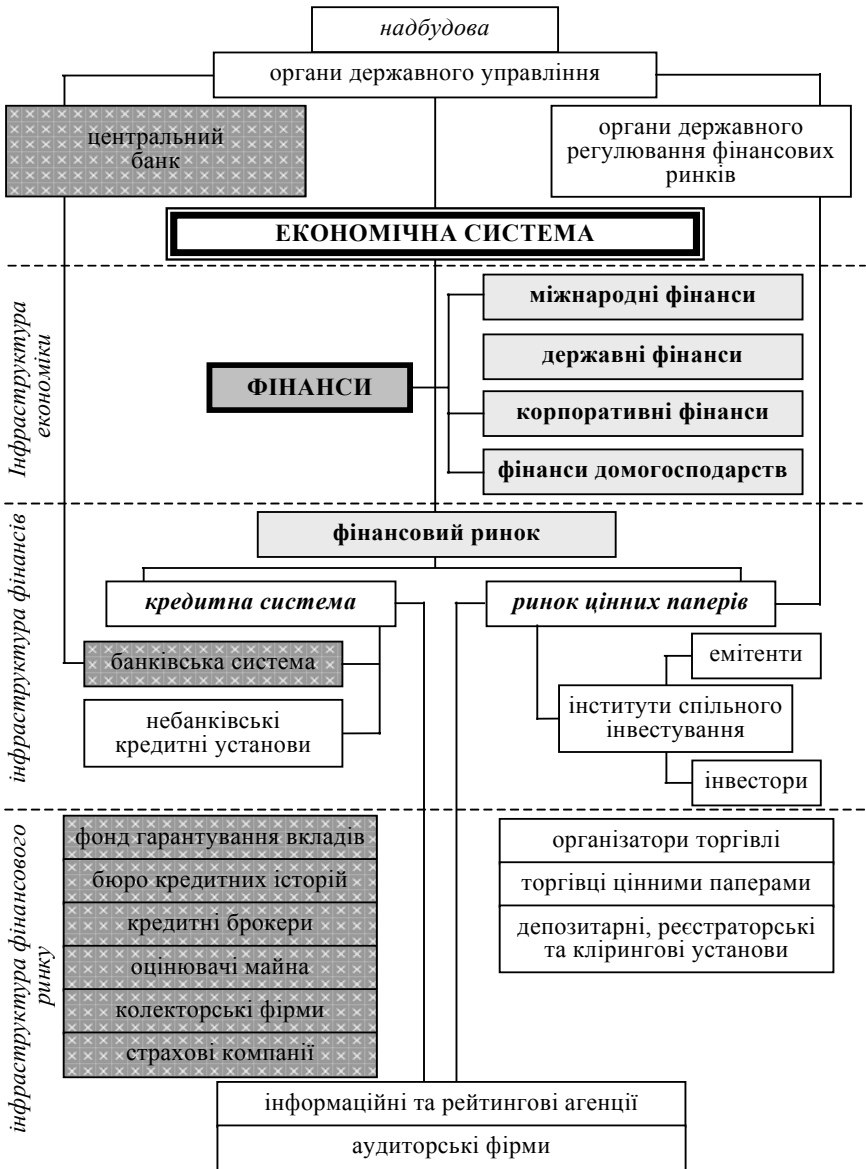 надбудова
органи державного управління
центральний
банк
органи державного
регулювання фінансових
ринків
ЕКОНОМІЧНА СИСТЕМА
Інфраструктура
економіки
міжнародні фінанси
державні фінанси
ФІНАНСИ
корпоративні фінанси
фінанси домогосподарств
інфраструктура фінансів
фінансовий ринок
кредитна система
ринок цінних паперів
банківська система
небанківські
кредитні установи
емітенти
інститути спільного
інвестування
інвестори
інфраструктура фінансового
ринку
фонд гарантування вкладів
бюро кредитних історій
кредитні брокери
оцінювачі майна
колекторські фірми
страхові компанії
організатори торгівлі
торгівці цінними паперами
депозитарні, реєстраторські
та клірингові установи
інформаційні та рейтингові агенції
аудиторські фірми